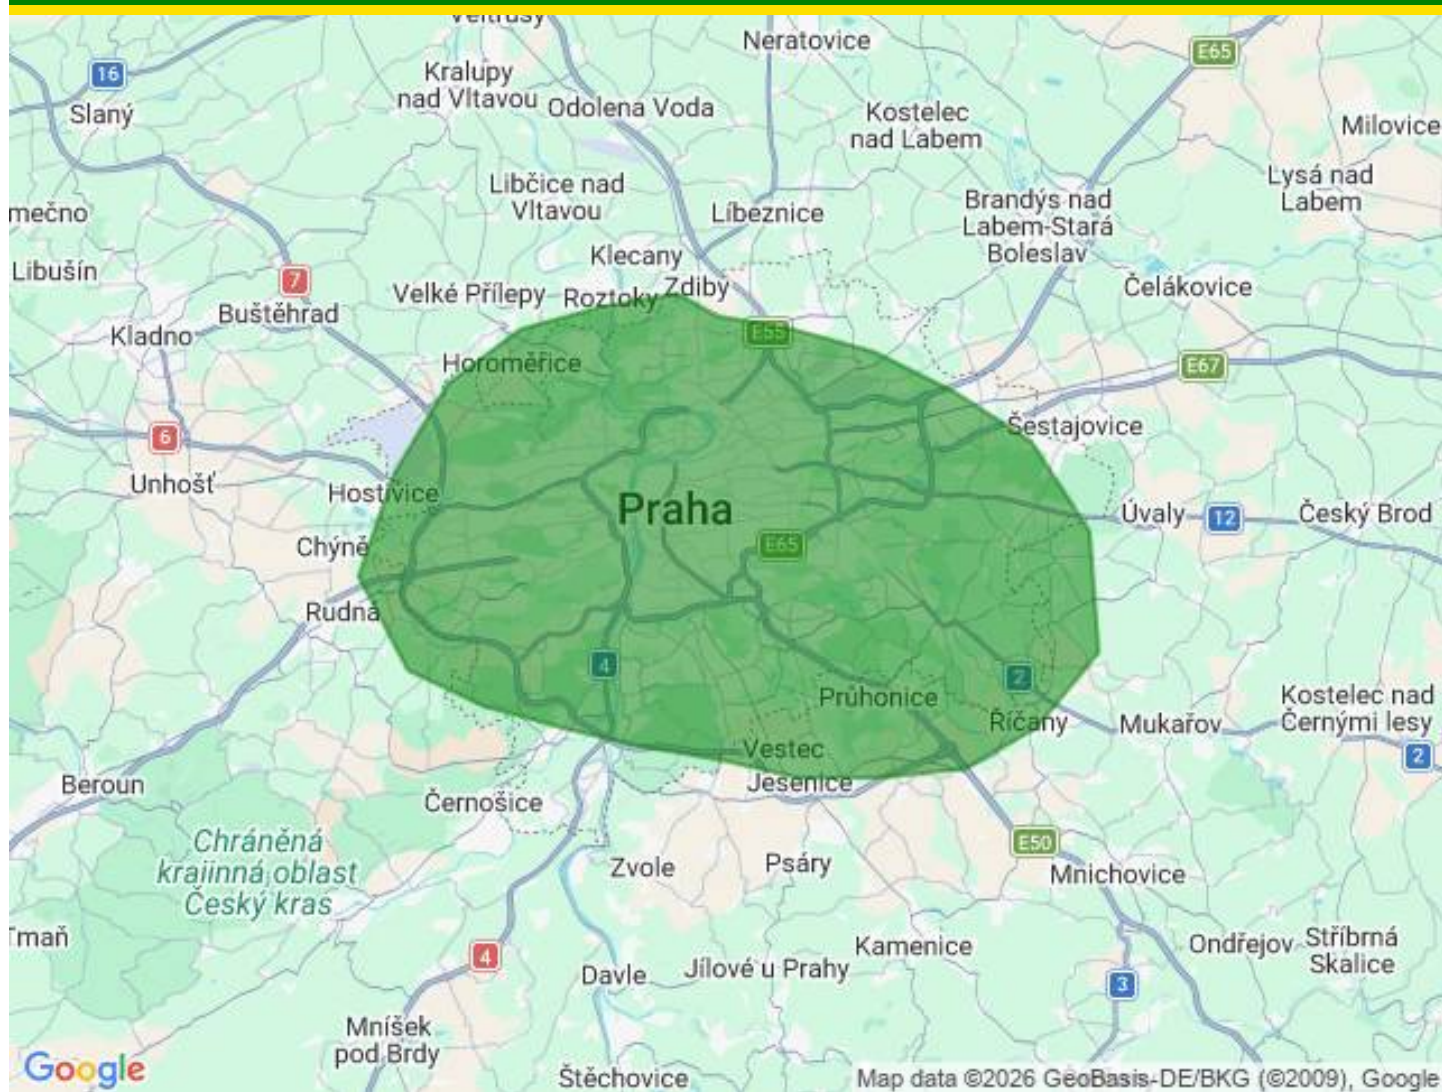 Neratovice
E65
16
Kralupy
nad Vltavou
Odolena Voda
Slaný
Kostelec
nad Labem
Milovice
Libčice nad
Vltavou
Lysá nad
Labem
Brandýs nad
Labem-Stará
Boleslav
mečno
Líbeznice
Klecany
Libušín
7
Zdiby
Čelákovice
Velké Přílepy
Roztoky
Buštěhrad
Kladno
E55
Horoměřice
E67
6
Šestajovice
Unhošť
Hostivice
Praha
Úvaly
12
Český Brod
Chýně
E65
Rudná
4
2
Průhonice
Kostelec nad
Černými lesy
Říčany
Mukařov
Vestec
2
Beroun
Jesenice
Černošice
Chráněná
krajinná oblast
Český kras
E50
Zvole
Psáry
Mnichovice
Tmaň
Kamenice
Ondřejov
Stříbrná
Skalice
4
Davle
Jílové u Prahy
3
Mníšek
pod Brdy
Google
Štěchovice
Map data ©2026 GeoBasis-DE/BKG (©2009), Google